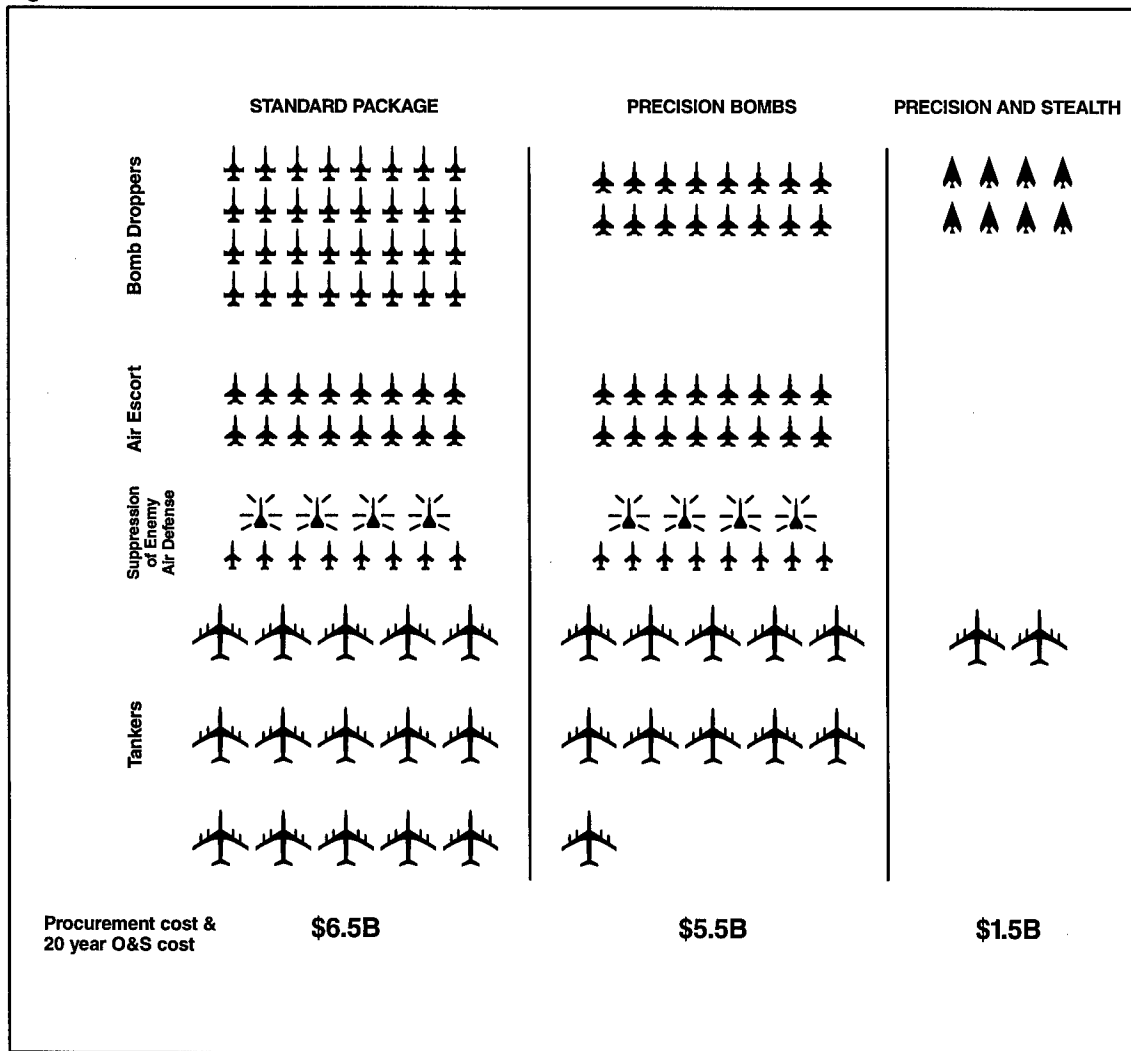 STANDARD PACKAGE
PRECISION BOMBS
PRECISION AND STEALTH
Bomb Droppers
Air Escort
Suppression
of Enemy
Air Defense
Tankers
Procurement cost &
20 year O&S cost
$6.5B
$5.5B
$1.5B